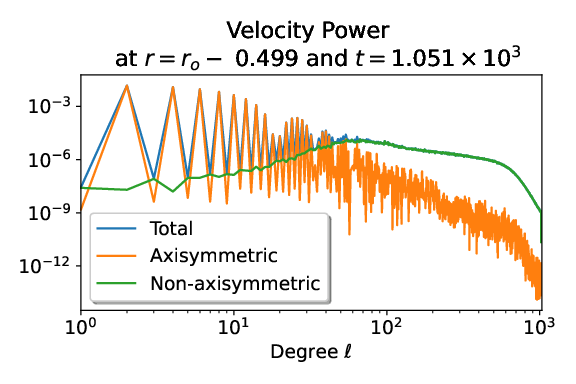 Velocity Power
at r = r_o − 0.499 and t = 1.051 × 10^3
10^−3
10^−6
10^−9
10^−12
Total
Axisymmetric
Non-axisymmetric
10^0 10^1 10^2 10^3
Degree ℓ